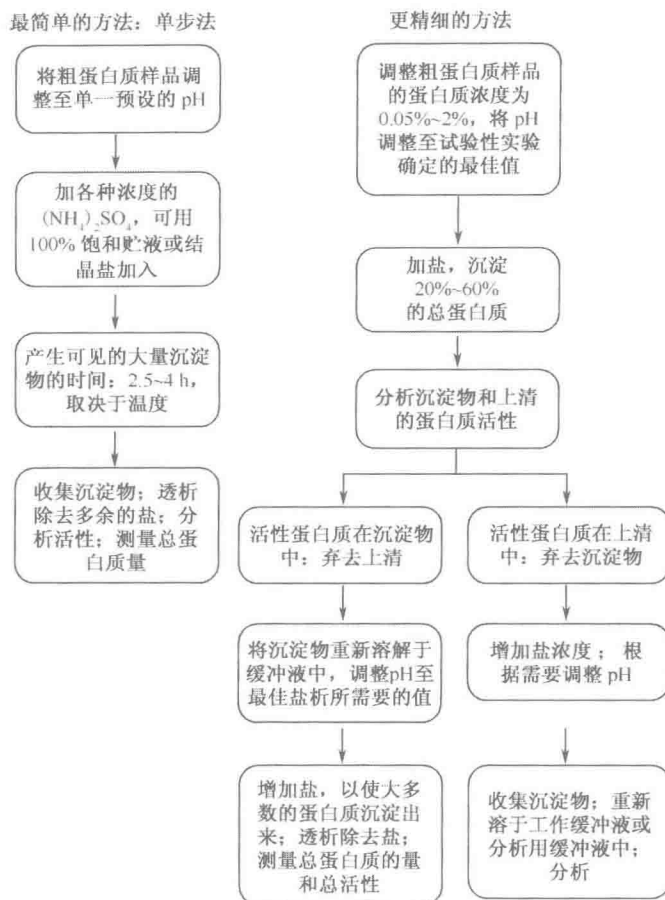 最简单的方法：单步法
将粗蛋白质样品调
整至单一预设的 pH
加各种浓度的
(NH₄)₂SO₄，可用
100% 饱和贮液或结
晶盐加入
产生可见的大量沉淀
物的时间：2.5~4 h，
取决于温度
收集沉淀物；透析
除去多余的盐；分
析活性；测量总蛋
白质量
更精细的方法
调整粗蛋白质样品
的蛋白质浓度为
0.05%~2%，将 pH
调整至试验性实验
确定的最佳值
加盐，沉淀
20%~60%
的总蛋白质
分析沉淀物和上清
的蛋白质活性
活性蛋白质在沉淀物
中：弃去上清
将沉淀物重新溶解于
缓冲液中，调整pH至
最佳盐析所需要的值
增加盐，以使大多
数的蛋白质沉淀出
来；透析除去盐；
测量总蛋白质的量
和总活性
活性蛋白质在上清
中：弃去沉淀物
增加盐浓度；根
据需要调整 pH
收集沉淀物；重新
溶于工作缓冲液或
分析用缓冲液中；
分析